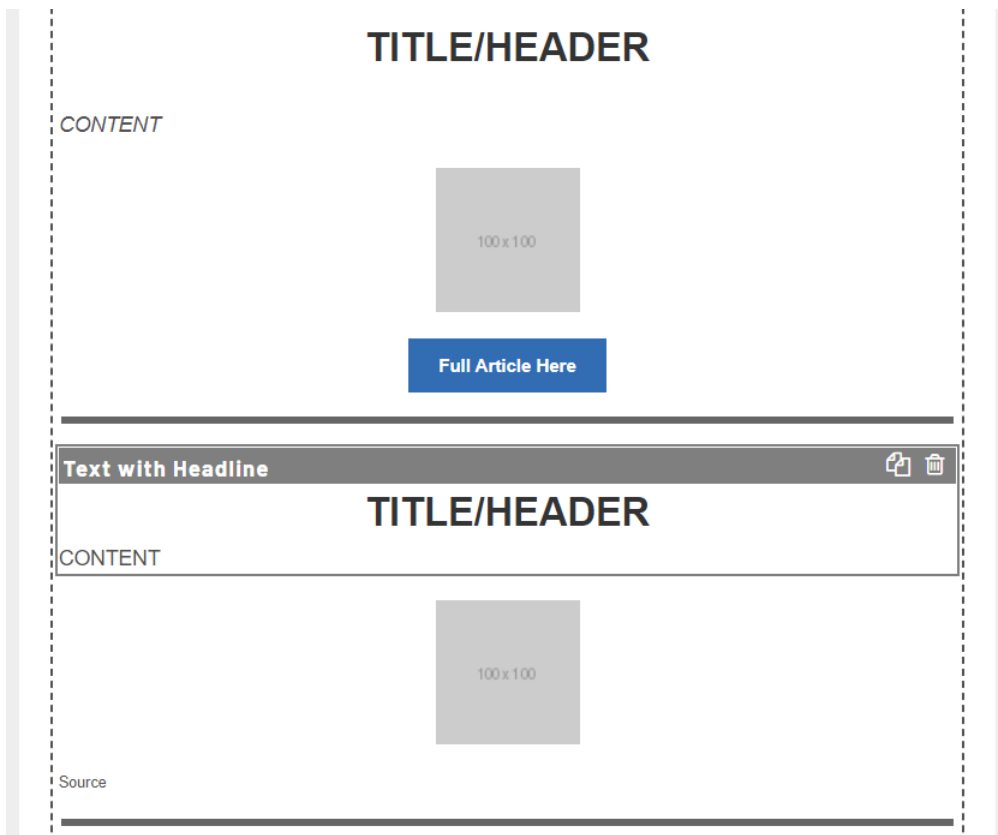 TITLE/HEADER
CONTENT
100 x 100
Full Article Here
Text with Headline
TITLE/HEADER
CONTENT
100 x 100
Source